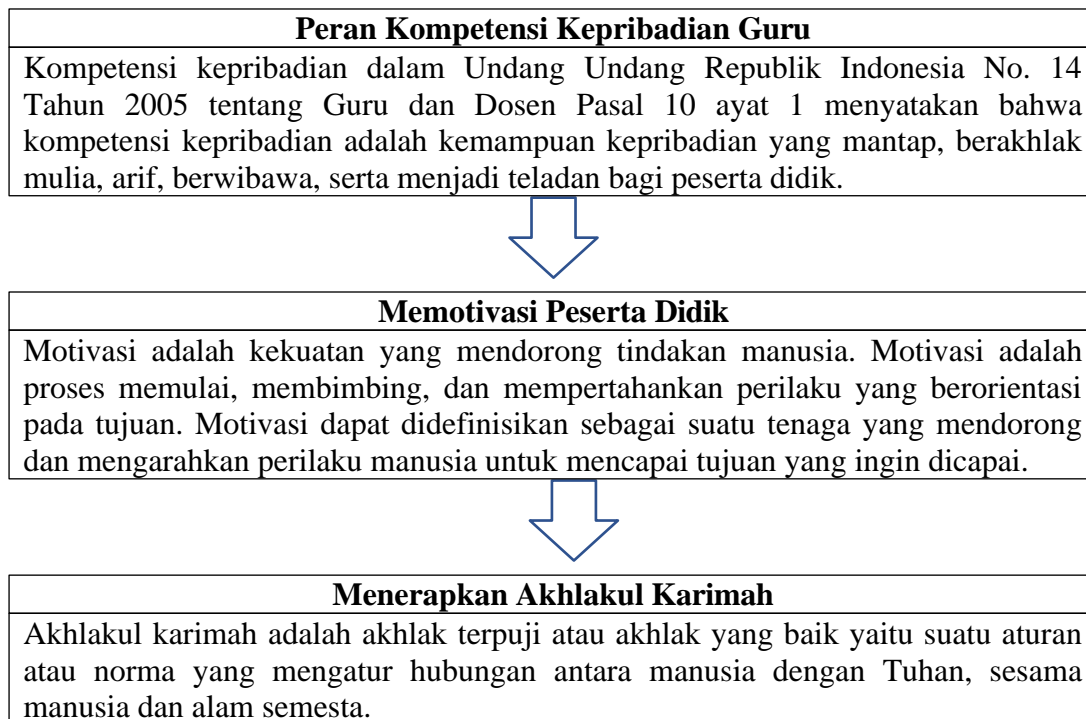 Peran Kompetensi Kepribadian Guru
Kompetensi kepribadian dalam Undang Undang Republik Indonesia No. 14
Tahun 2005 tentang Guru dan Dosen Pasal 10 ayat 1 menyatakan bahwa
kompetensi kepribadian adalah kemampuan kepribadian yang mantap, berakhlak
mulia, arif, berwibawa, serta menjadi teladan bagi peserta didik.
Memotivasi Peserta Didik
Motivasi adalah kekuatan yang mendorong tindakan manusia. Motivasi adalah
proses memulai, membimbing, dan mempertahankan perilaku yang berorientasi
pada tujuan. Motivasi dapat didefinisikan sebagai suatu tenaga yang mendorong
dan mengarahkan perilaku manusia untuk mencapai tujuan yang ingin dicapai.
Menerapkan Akhlakul Karimah
Akhlakul karimah adalah akhlak terpuji atau akhlak yang baik yaitu suatu aturan
atau norma yang mengatur hubungan antara manusia dengan Tuhan, sesama
manusia dan alam semesta.